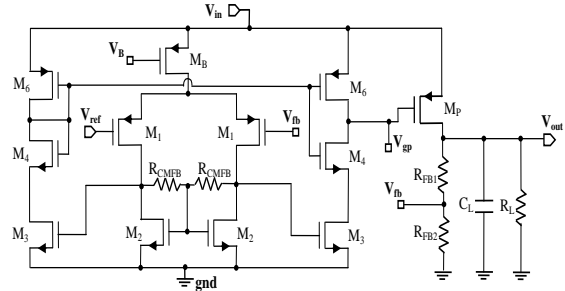 Vin
VB
MB
M6
M6
MP
Vref
Vfb
Vout
M1
M1
Vgp
M4
M4
RCMFB
RCMFB
RFB1
Vfb
CL
RL
M3
M2
M2
M3
RFB2
gnd